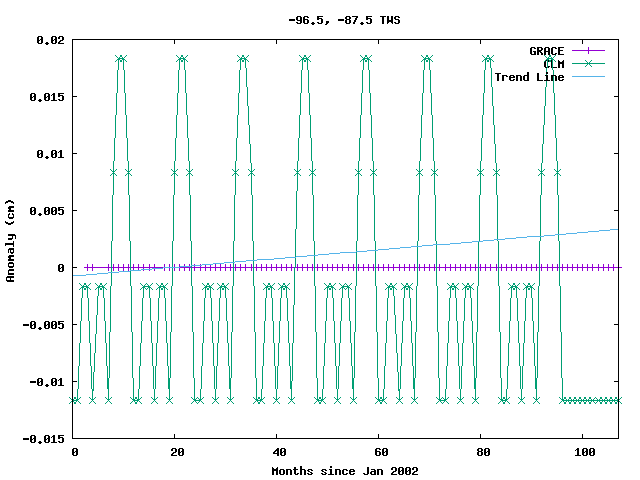 -96.5, -87.5 TWS
GRACE
CLM
Trend Line
0.02
0.015
0.01
0.005
0
-0.005
-0.01
-0.015
Anomaly (cm)
0 20 40 60 80 100
Months since Jan 2002